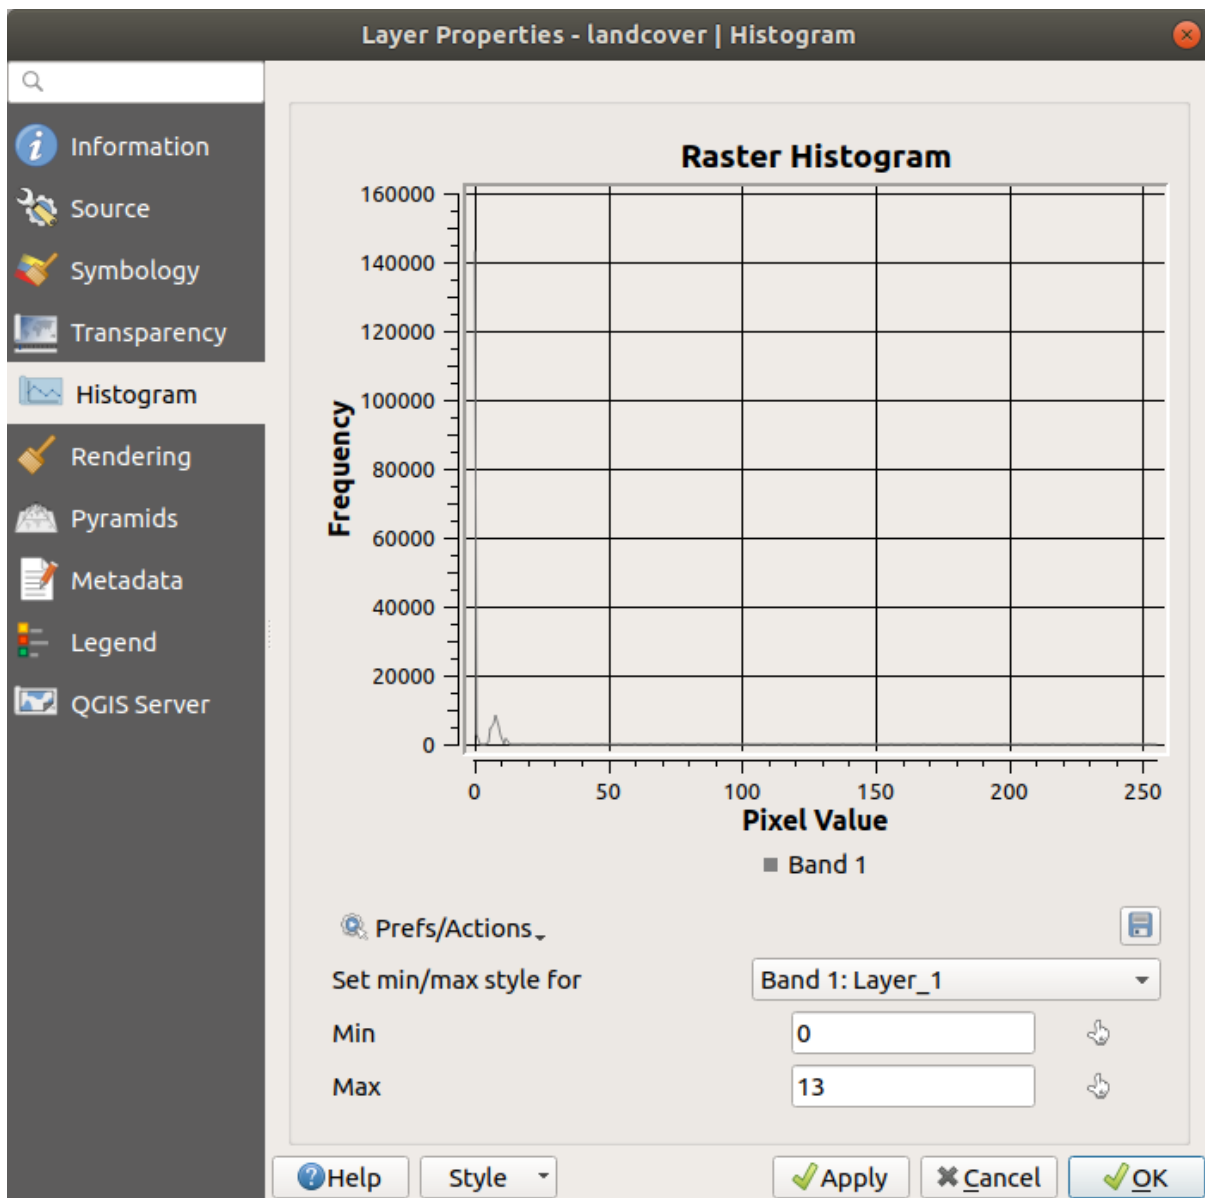 Layer Properties - landcover | Histogram
Information
Source
Symbology
Transparency
Histogram
Rendering
Pyramids
Metadata
Legend
QGIS Server
Raster Histogram
Frequency
160000
140000
120000
100000
80000
60000
40000
20000
0
0 50 100 150 200 250
Pixel Value
Band 1
Prefs/Actions
Set min/max style for Band 1: Layer_1
Min 0
Max 13
Help Style Apply Cancel OK